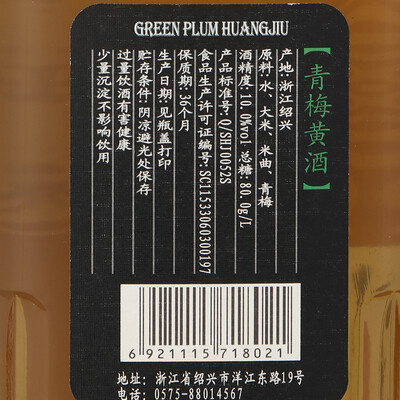 GREEN PLUM HUANGJIU
【青梅黄酒】
产地:浙江绍兴
原料:水、大米、米曲、青梅
酒精度:10.0%vol 总糖:80.0g/L
产品标准号:Q/SHJ0052S
食品生产许可证编号:SC11533060300197
保质期:36个月
生产日期:见瓶盖打印
贮存条件:阴凉避光处保存
过量饮酒有害健康
少量沉淀不影响饮用
6 921115 718021
地址:浙江省绍兴市洋江东路19号
电话:0575-88014567